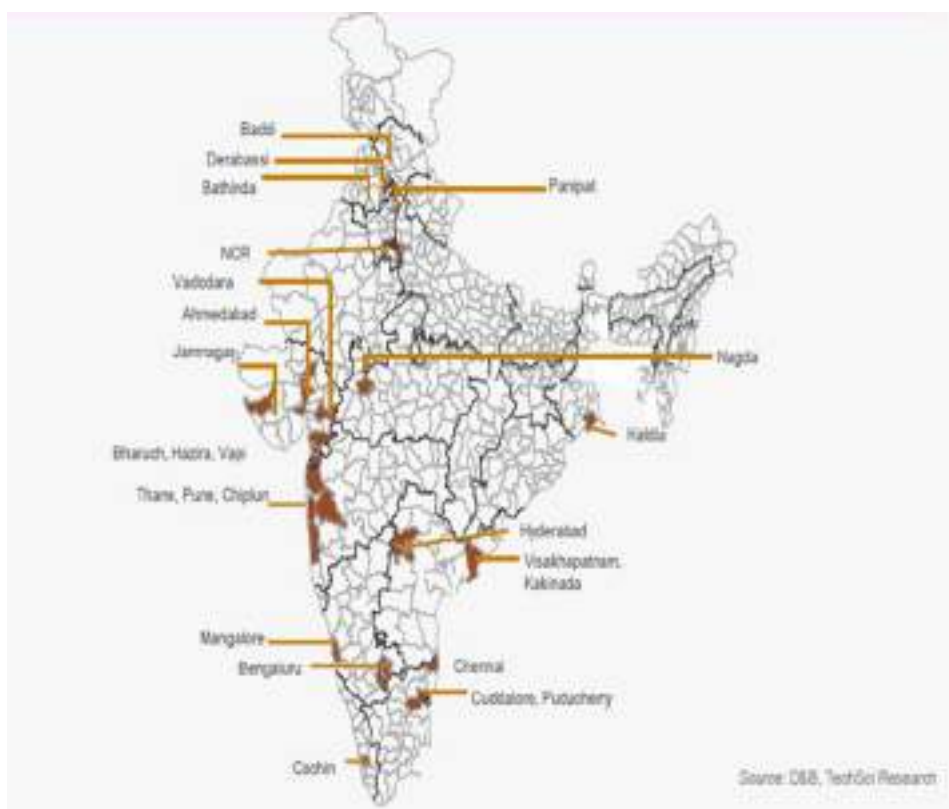 Baddi
Derabassi
Bathinda
Panipat
NCR
Vadodara
Ahmedabad
Jamnagar
Nagda
Haldia
Bharuch, Hazira, Vapi
Thane, Pune, Chiplun
Hyderabad
Visakhapatnam,
Kakinada
Mangalore
Bengaluru
Chennai
Cuddalore, Puducherry
Cochin
Source: D&B, TechSci Research